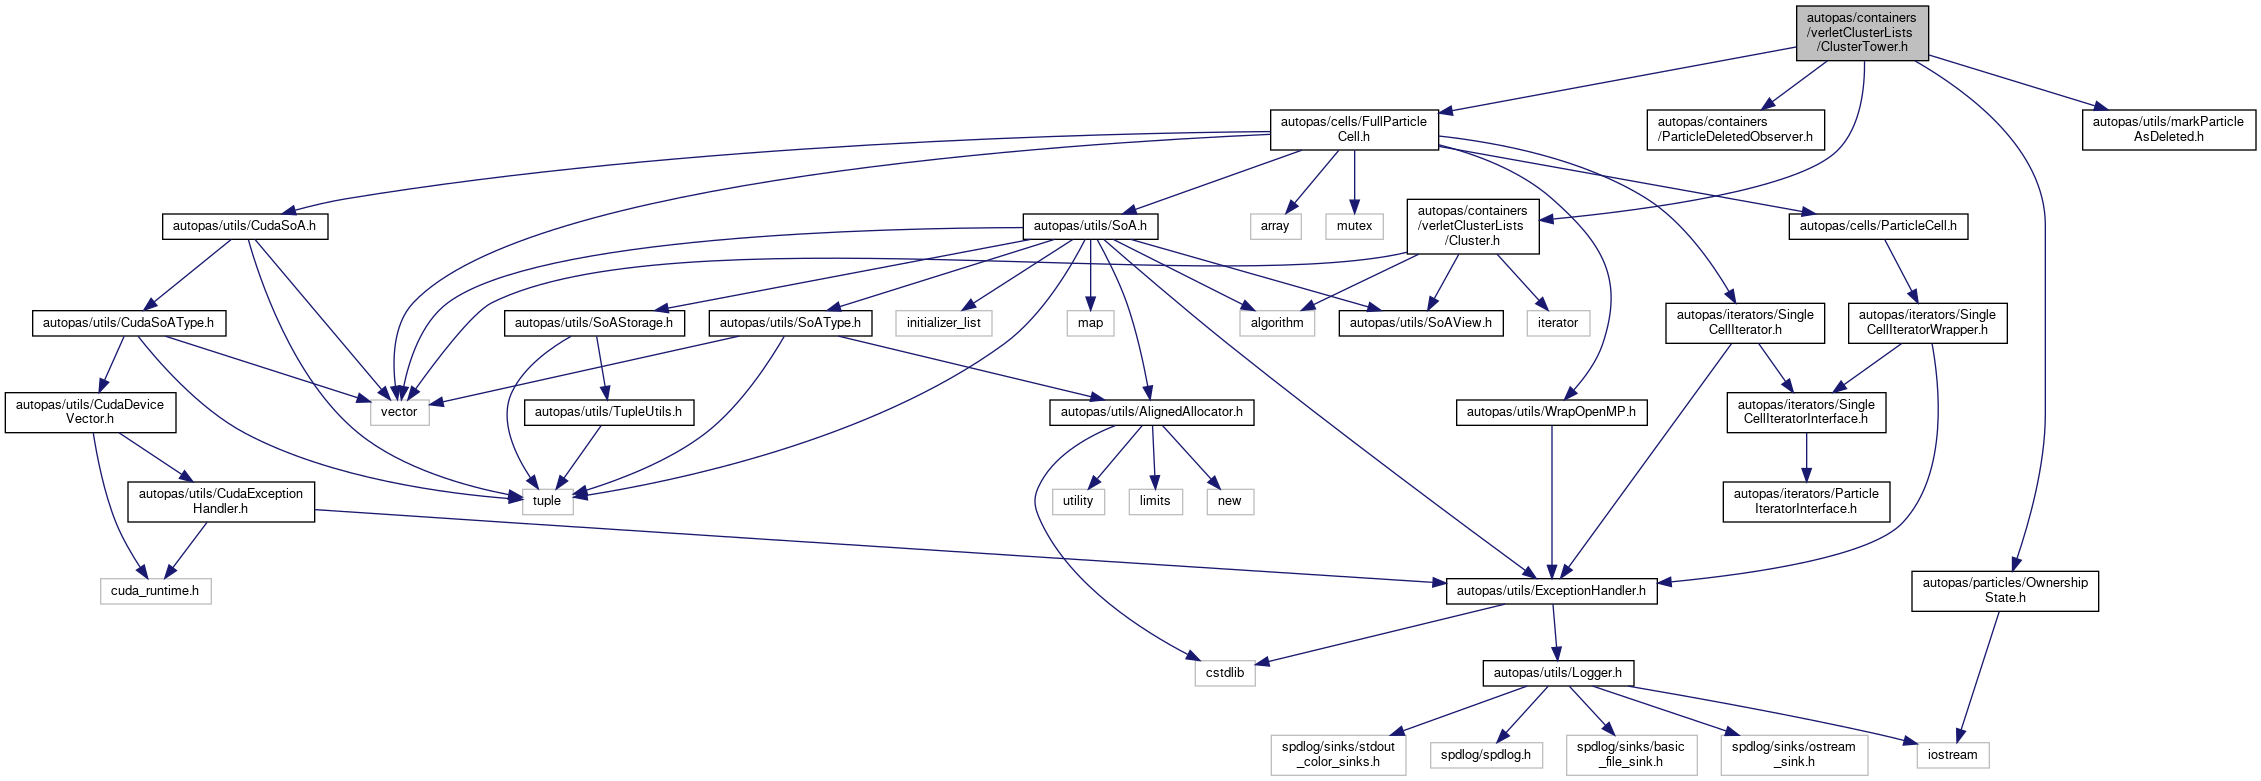 autopas/containers
/verletClusterLists
/ClusterTower.h
autopas/cells/FullParticle
Cell.h
autopas/containers
/ParticleDeletedObserver.h
autopas/utils/markParticle
AsDeleted.h
autopas/utils/CudaSoA.h
autopas/utils/SoA.h
array
mutex
autopas/containers
/verletClusterLists
/Cluster.h
autopas/cells/ParticleCell.h
autopas/utils/CudaSoAType.h
autopas/utils/SoAStorage.h
autopas/utils/SoAType.h
initializer_list
map
algorithm
autopas/utils/SoAView.h
iterator
autopas/iterators/Single
CellIterator.h
autopas/iterators/Single
CellIteratorWrapper.h
autopas/utils/CudaDevice
Vector.h
vector
autopas/utils/TupleUtils.h
autopas/utils/AlignedAllocator.h
autopas/utils/WrapOpenMP.h
autopas/iterators/Single
CellIteratorInterface.h
autopas/utils/CudaException
Handler.h
tuple
utility
limits
new
autopas/iterators/Particle
IteratorInterface.h
cuda_runtime.h
autopas/utils/ExceptionHandler.h
autopas/particles/Ownership
State.h
cstdlib
autopas/utils/Logger.h
spdlog/sinks/stdout
_color_sinks.h
spdlog/spdlog.h
spdlog/sinks/basic
_file_sink.h
spdlog/sinks/ostream
_sink.h
iostream